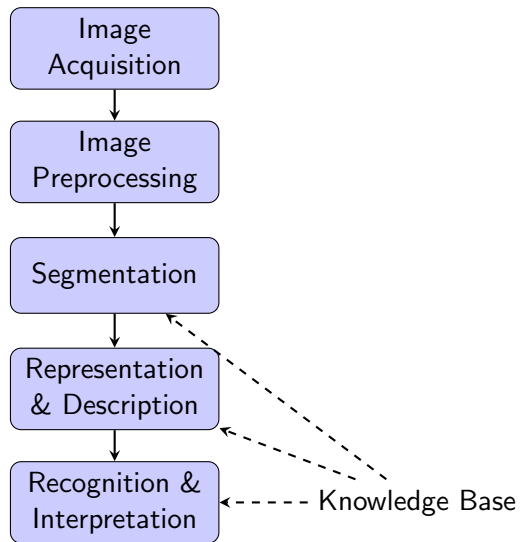 Image
Acquisition
Image
Preprocessing
Segmentation
Representation
& Description
Recognition &
Interpretation
Knowledge Base